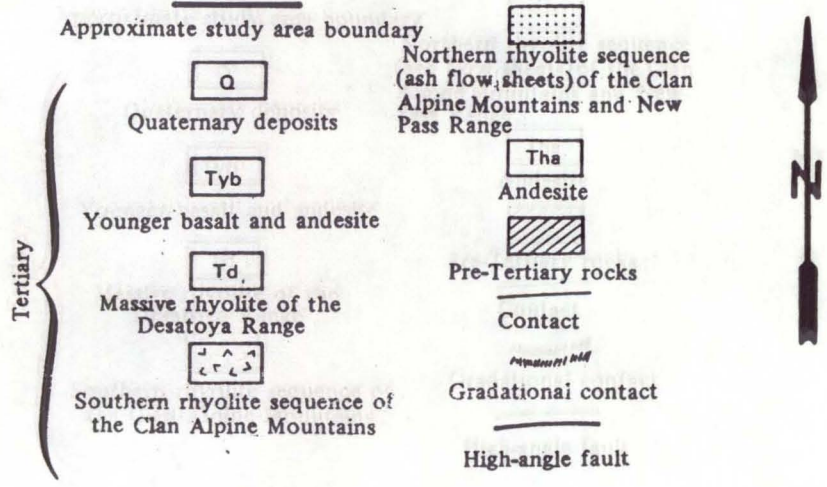 Approximate study area boundary
Q
Quaternary deposits
Tyb
Younger basalt and andesite
Td
Massive rhyolite of the
Desatoya Range
Southern rhyolite sequence of
the Clan Alpine Mountains
Tertiary
Northern rhyolite sequence
(ash flow sheets) of the Clan
Alpine Mountains and New
Pass Range
Tha
Andesite
Pre-Tertiary rocks
Contact
Gradational contact
High-angle fault
N